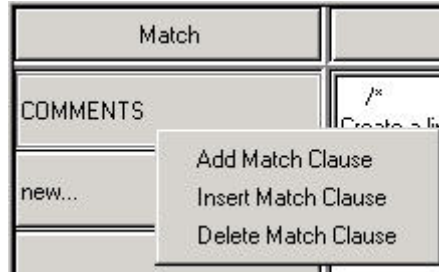 Match
COMMENTS
/*
Create a li
new...
Add Match Clause
Insert Match Clause
Delete Match Clause